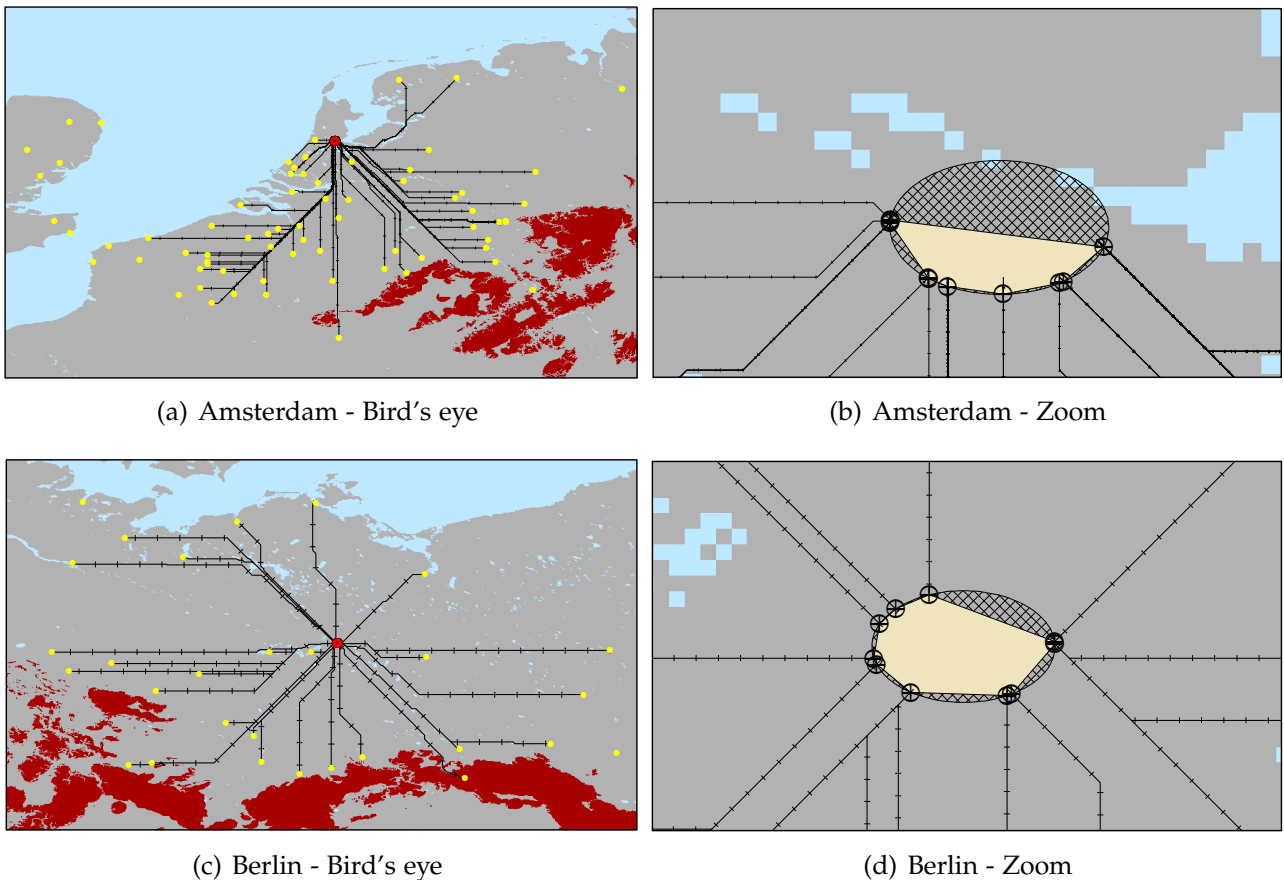 (a) Amsterdam - Bird's eye
(b) Amsterdam - Zoom
(c) Berlin - Bird's eye
(d) Berlin - Zoom